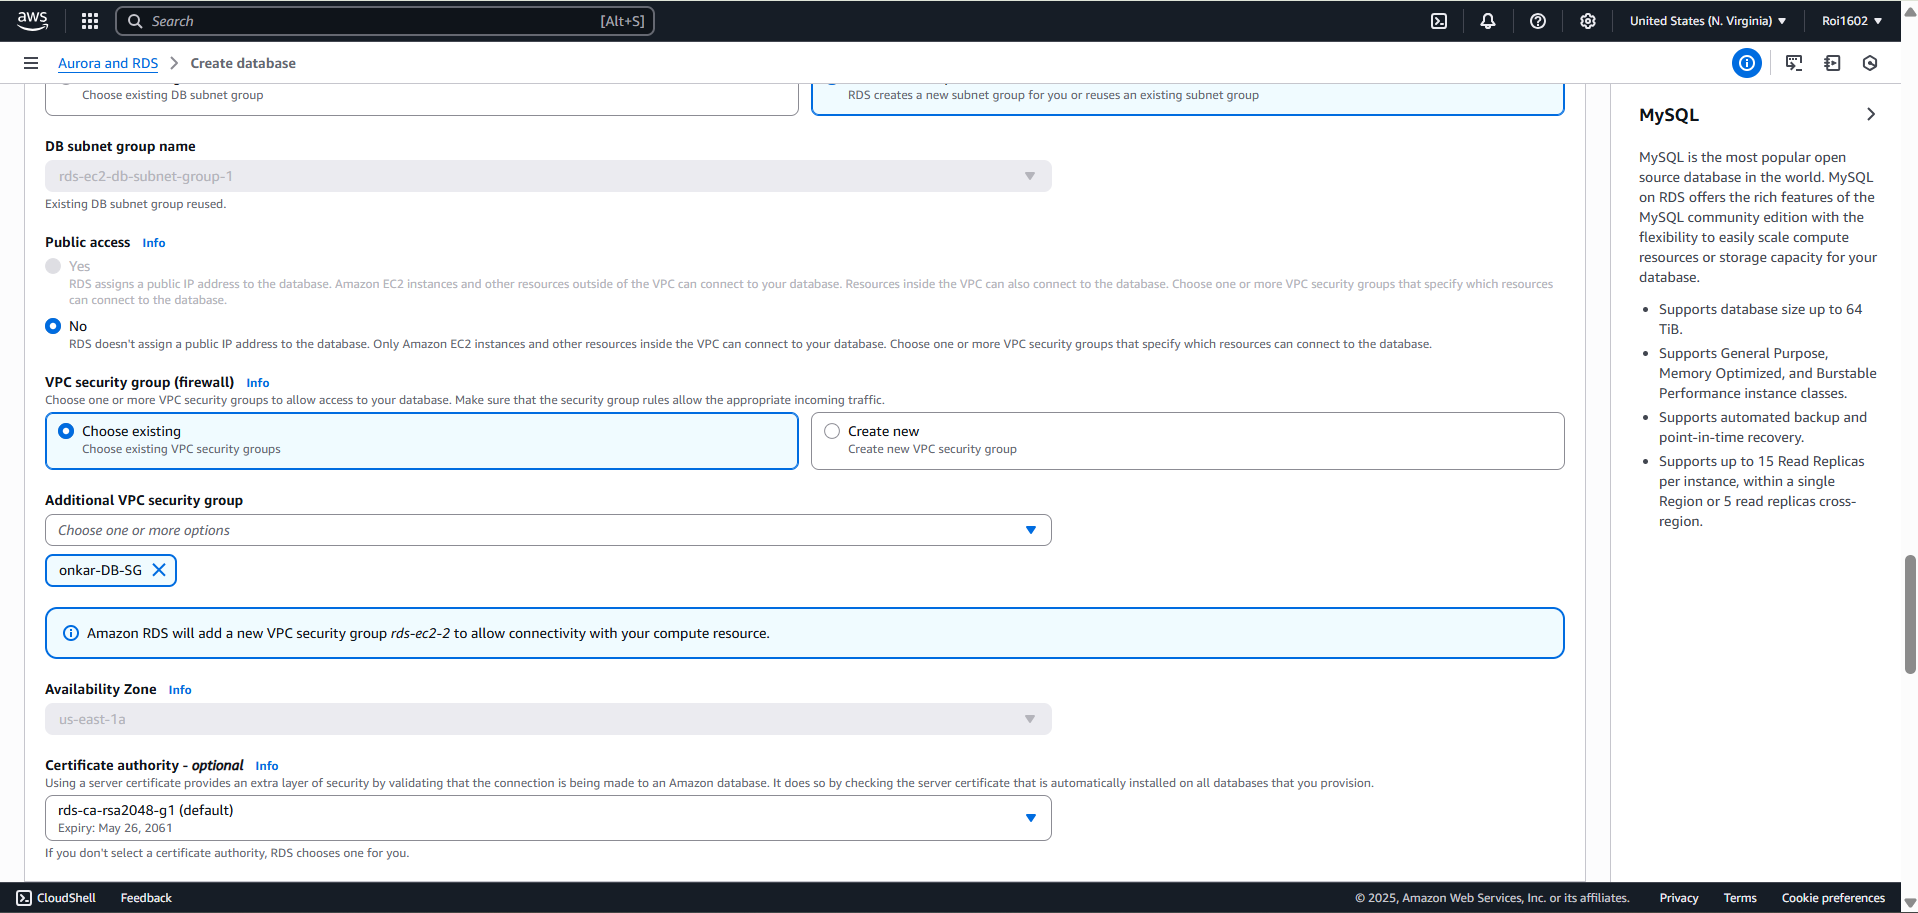 aws
Search
[Alt+S]
United States (N. Virginia)
Roi1602
Aurora and RDS
Create database
Choose existing DB subnet group
RDS creates a new subnet group for you or reuses an existing subnet group
DB subnet group name
rds-ec2-db-subnet-group-1
Existing DB subnet group reused.
Public access Info
Yes
RDS assigns a public IP address to the database. Amazon EC2 instances and other resources outside of the VPC can connect to your database. Resources inside the VPC can also connect to the database. Choose one or more VPC security groups that specify which resources
can connect to the database.
No
RDS doesn't assign a public IP address to the database. Only Amazon EC2 instances and other resources inside the VPC can connect to your database. Choose one or more VPC security groups that specify which resources can connect to the database.
VPC security group (firewall) Info
Choose one or more VPC security groups to allow access to your database. Make sure that the security group rules allow the appropriate incoming traffic.
Choose existing
Choose existing VPC security groups
Create new
Create new VPC security group
Additional VPC security group
Choose one or more options
onkar-DB-SG
Amazon RDS will add a new VPC security group rds-ec2-2 to allow connectivity with your compute resource.
Availability Zone Info
us-east-1a
Certificate authority - optional Info
Using a server certificate provides an extra layer of security by validating that the connection is being made to an Amazon database. It does so by checking the server certificate that is automatically installed on all databases that you provision.
rds-ca-rsa2048-g1 (default)
Expiry: May 26, 2061
If you don't select a certificate authority, RDS chooses one for you.
MySQL
MySQL is the most popular open
source database in the world. MySQL
on RDS offers the rich features of the
MySQL community edition with the
flexibility to easily scale compute
resources or storage capacity for your
database.
• Supports database size up to 64
TiB.
• Supports General Purpose,
Memory Optimized, and Burstable
Performance instance classes.
• Supports automated backup and
point-in-time recovery.
• Supports up to 15 Read Replicas
per instance, within a single
Region or 5 read replicas cross-
region.
CloudShell
Feedback
© 2025, Amazon Web Services, Inc. or its affiliates.
Privacy
Terms
Cookie preferences